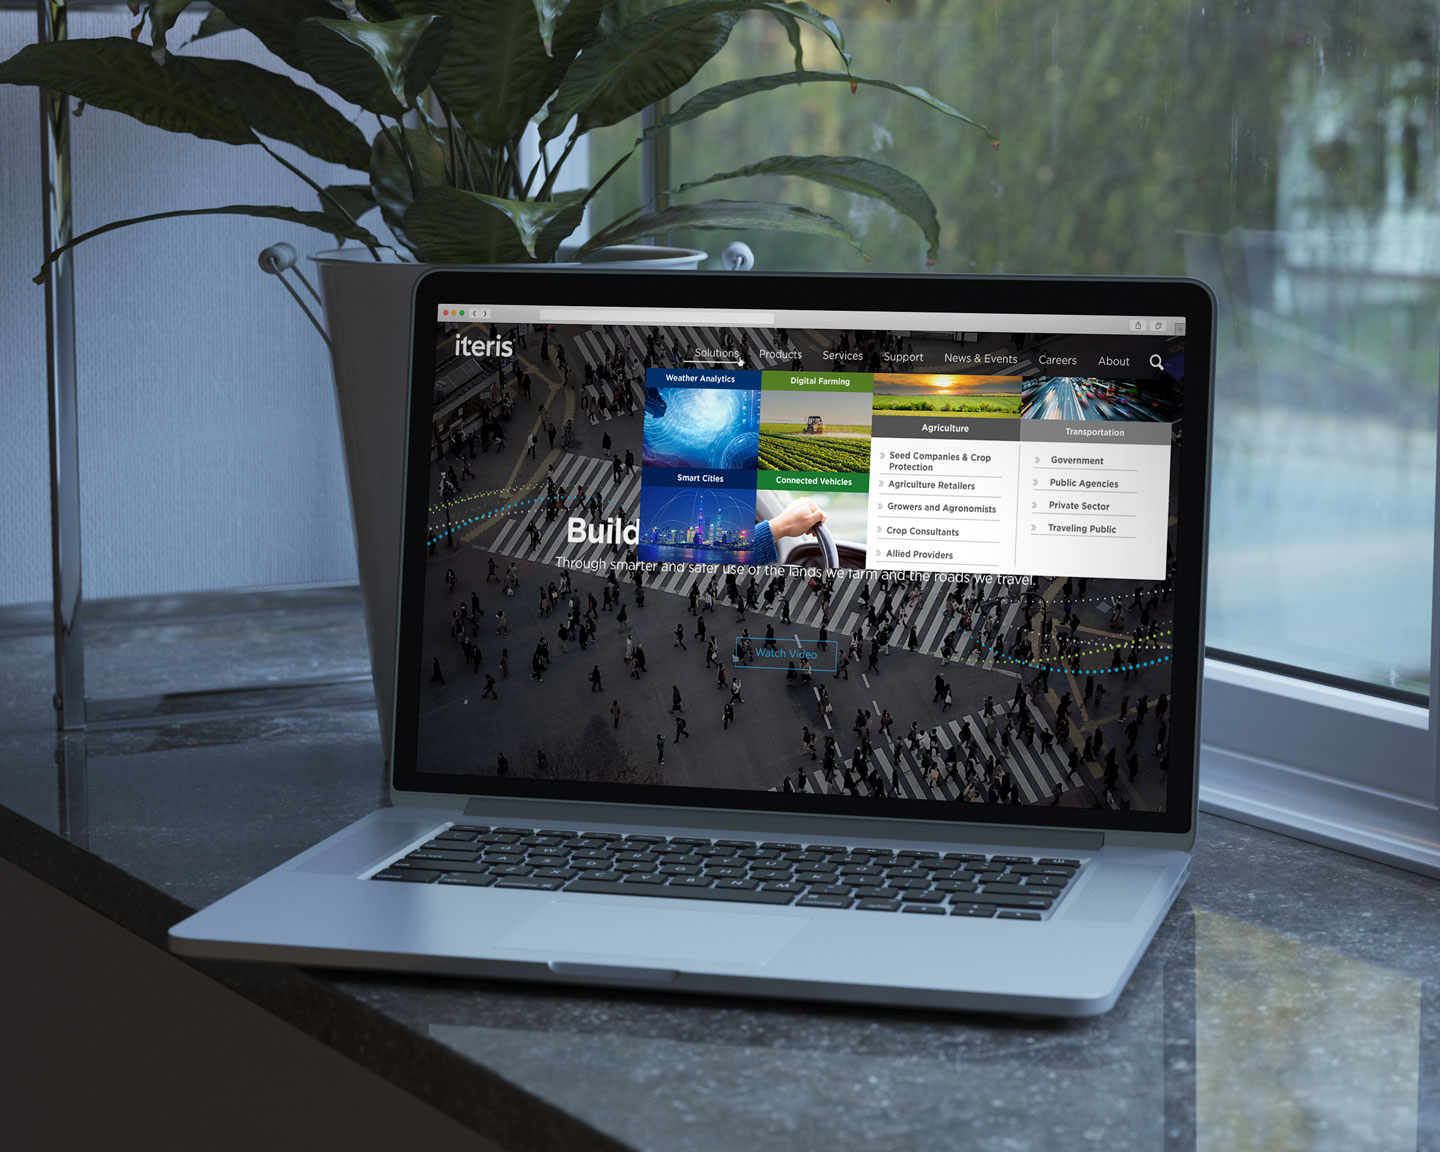 iteris
Solutions Products Services Support News & Events Careers About
Weather Analytics
Digital Farming
Smart Cities
Connected Vehicles
Agriculture
Seed Companies & Crop
Protection
Agriculture Retailers
Growers and Agronomists
Crop Consultants
Allied Providers
Transportation
Government
Public Agencies
Private Sector
Traveling Public
Build
Through smarter and safer use of the lands we farm and the roads we travel.
Watch Video